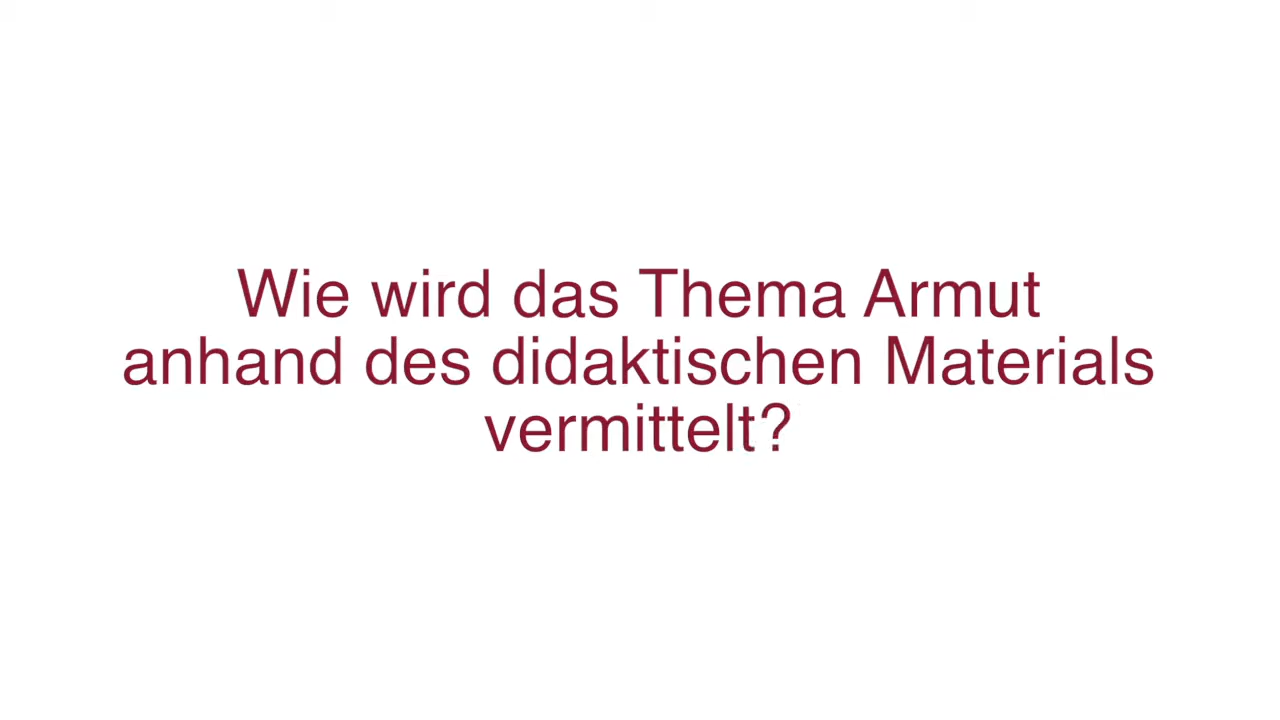 Wie wird das Thema Armut
anhand des didaktischen Materials
vermittelt?